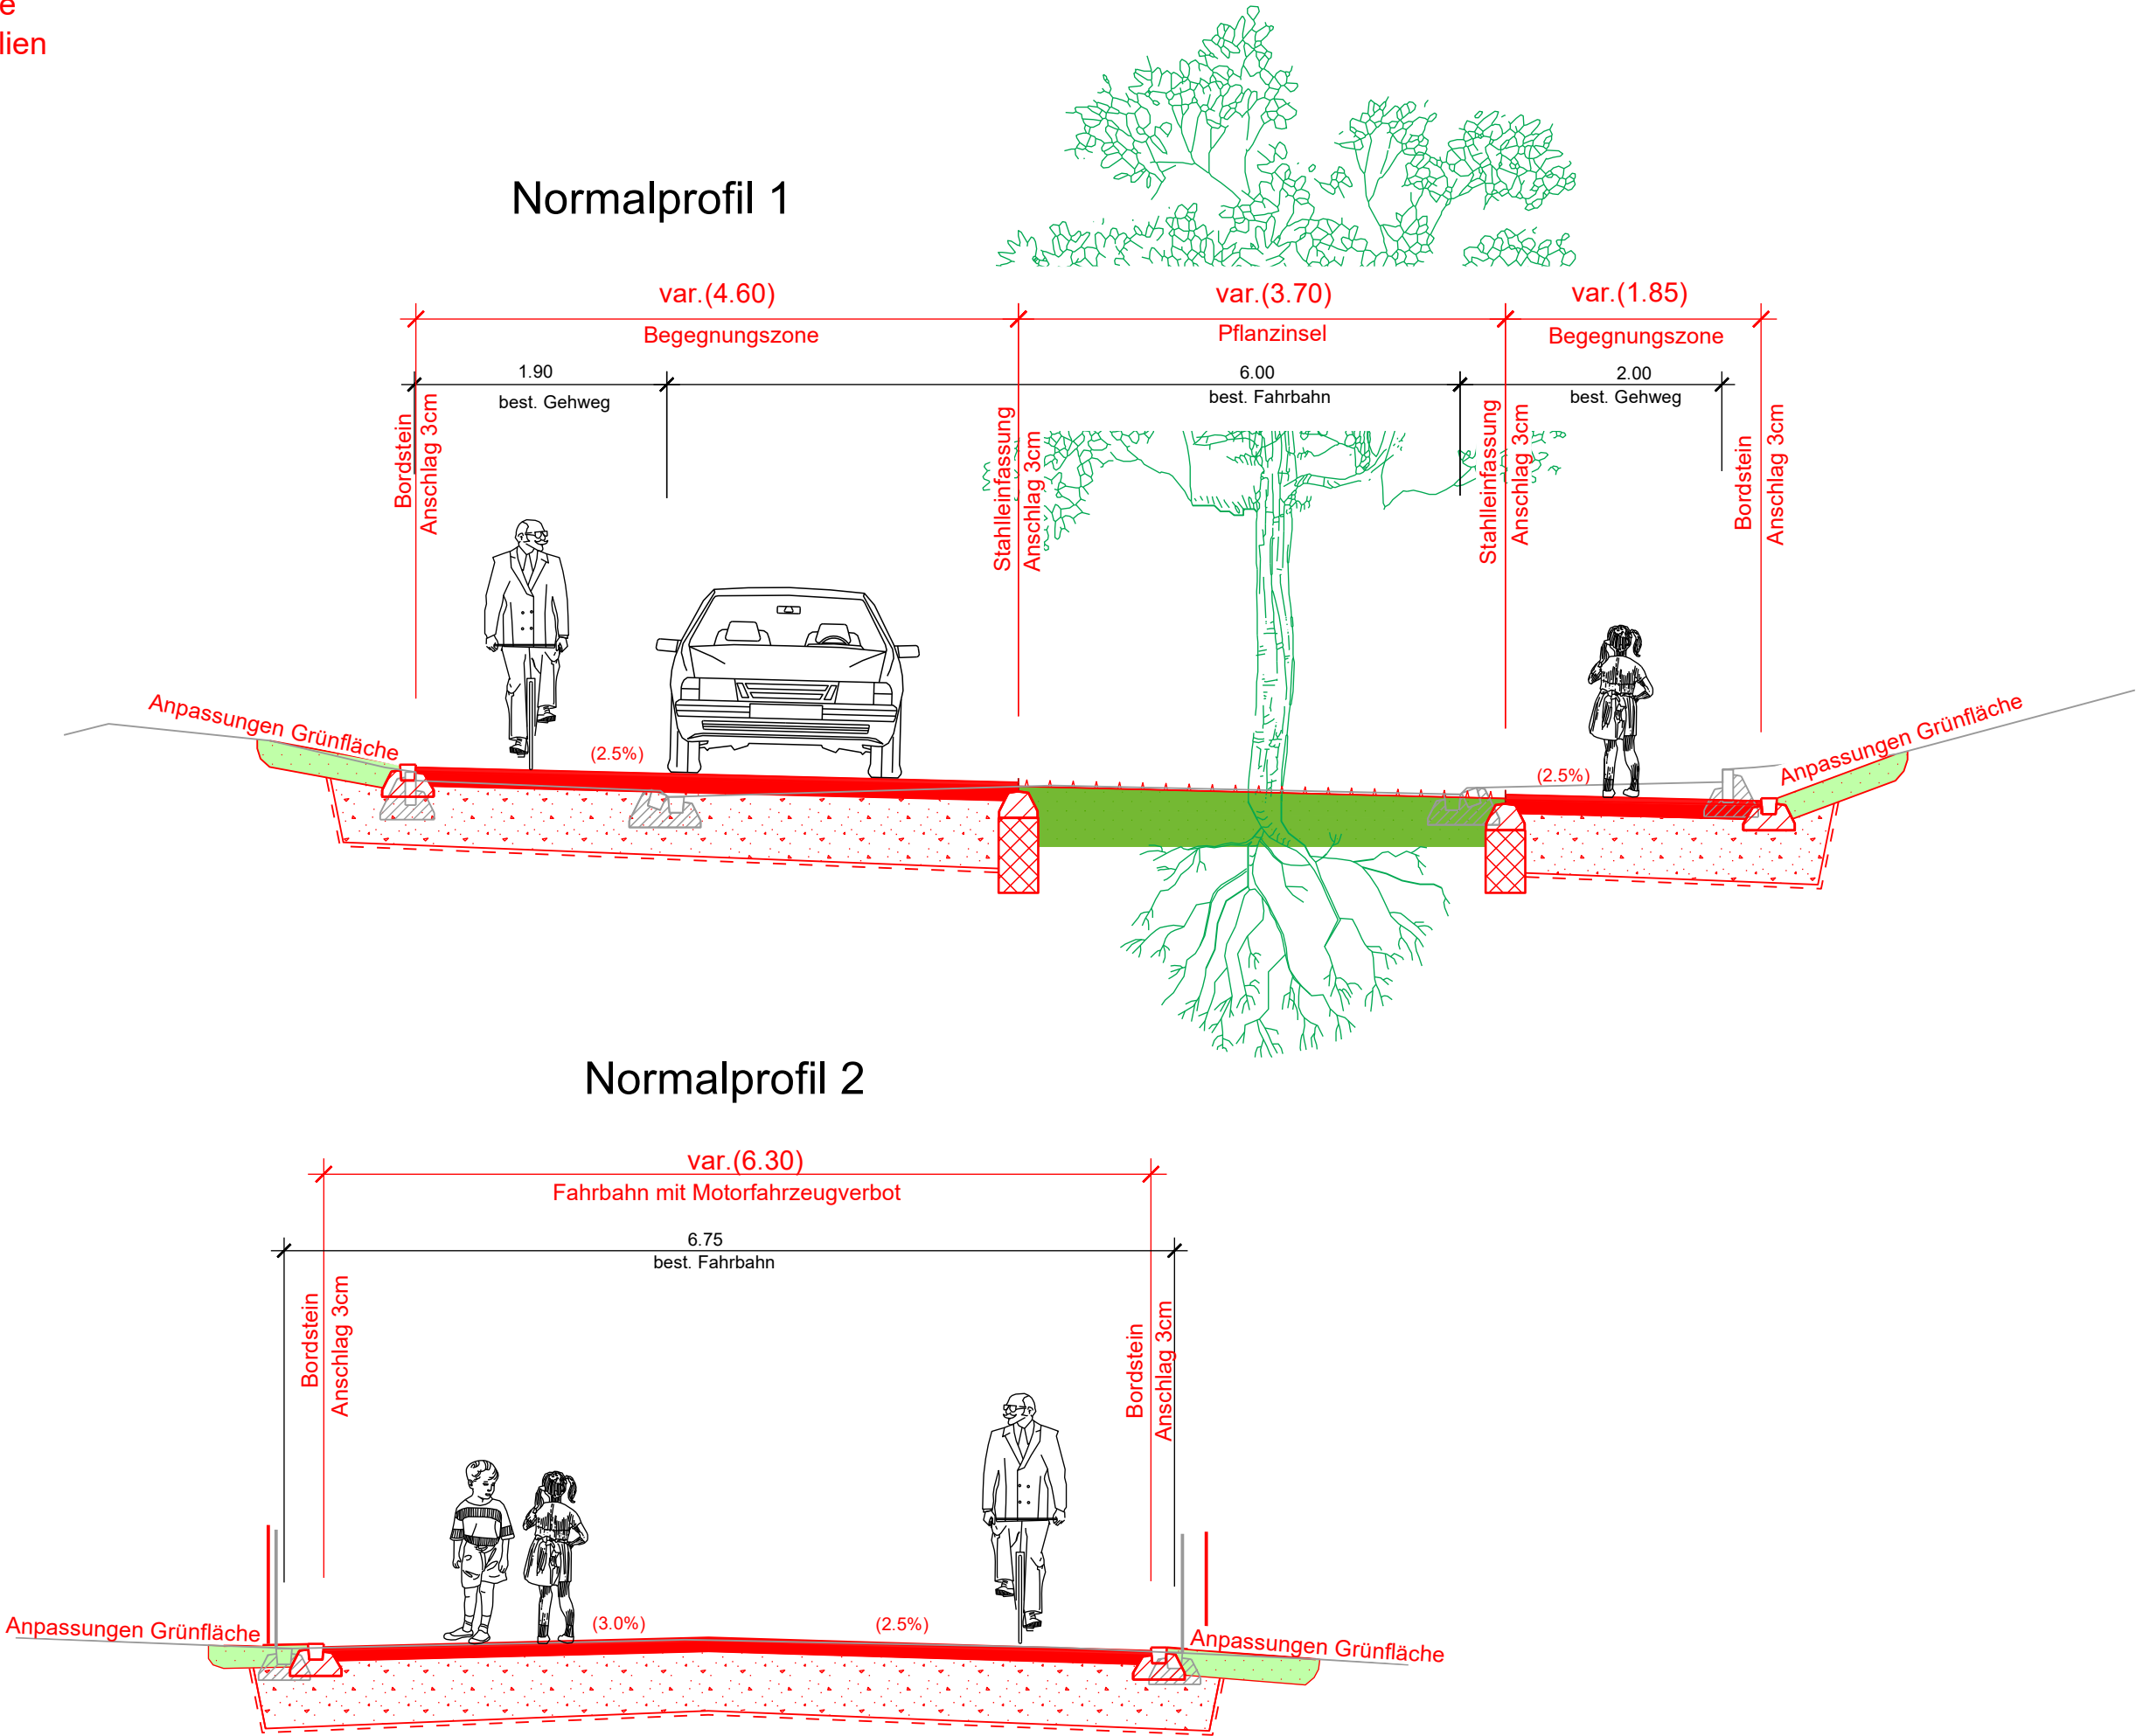 e
lien
Normalprofil 1
var.(4.60)
var.(3.70)
var.(1.85)
Begegnungszone
Pflanzinsel
Begegnungszone
1.90
6.00
2.00
best. Gehweg
best. Fahrbahn
best. Gehweg
Bordstein
Anschlag 3cm
Stahlleinfassung
Anschlag 3cm
Stahlleinfassung
Anschlag 3cm
Bordstein
Anschlag 3cm
Anpassungen Grünfläche
(2.5%)
(2.5%)
Anpassungen Grünfläche
Normalprofil 2
var.(6.30)
Fahrbahn mit Motorfahrzeugverbot
6.75
best. Fahrbahn
Bordstein
Anschlag 3cm
Bordstein
Anschlag 3cm
Anpassungen Grünfläche
(3.0%)
(2.5%)
Anpassungen Grünfläche